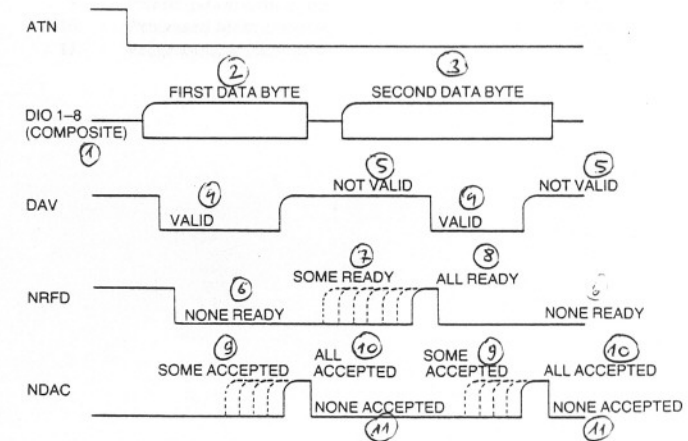 ATN
2 3
FIRST DATA BYTE SECOND DATA BYTE
DIO 1–8
(COMPOSITE)
1
5 5
4 NOT VALID 4 NOT VALID
DAV
VALID VALID
7 8
SOME READY ALL READY
6 6
NRFD
NONE READY NONE READY
9 ALL 10 SOME 9 10
SOME ACCEPTED ACCEPTED ACCEPTED ALL ACCEPTED
NDAC
NONE ACCEPTED NONE ACCEPTED
11 11